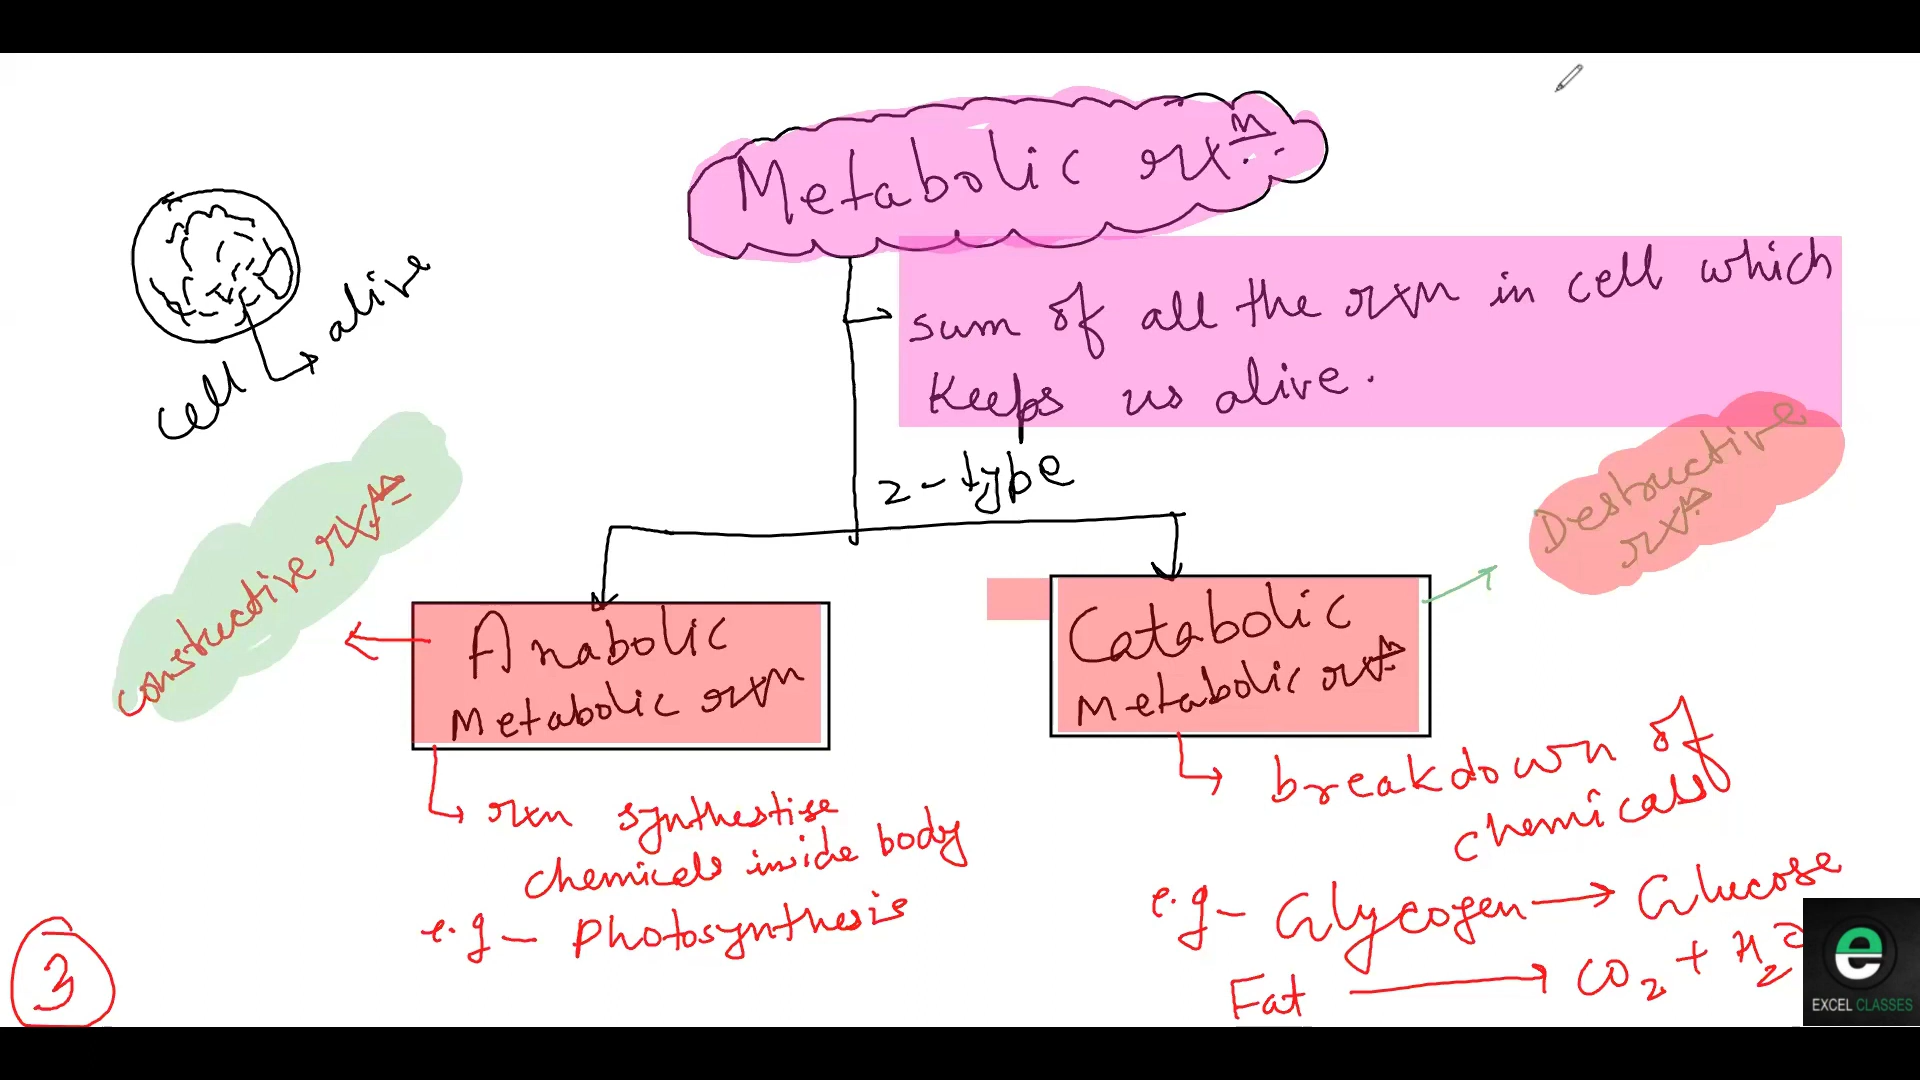 Metabolic rxn
sum of all the rxn in cell which
keeps us alive.
cell
alive
2-type
constructive rxn
Destructive
rxn
Anabolic
Metabolic rxn
Catabolic
Metabolic rxn
rxn synthestise
chemicals inside body
e.g - Photosynthesis
breakdown of
chemicals
e.g - Glycogen → Glucose
Fat → CO2 + H2O
3
e
EXCEL CLASSES